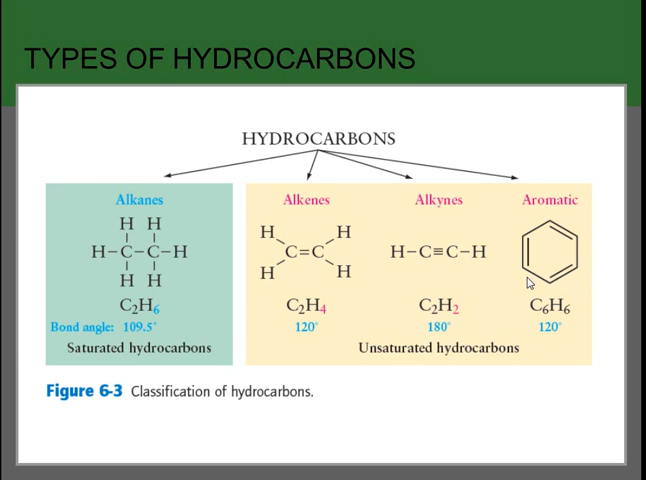 TYPES OF HYDROCARBONS
HYDROCARBONS
Alkanes
H H
H-C-C-H
H H
C₂H₆
Bond angle: 109.5°
Saturated hydrocarbons
Alkenes
H H
C=C
H H
C₂H₄
120°
Alkynes
H-C≡C-H
C₂H₂
180°
Aromatic
C₆H₆
120°
Unsaturated hydrocarbons
Figure 6-3 Classification of hydrocarbons.